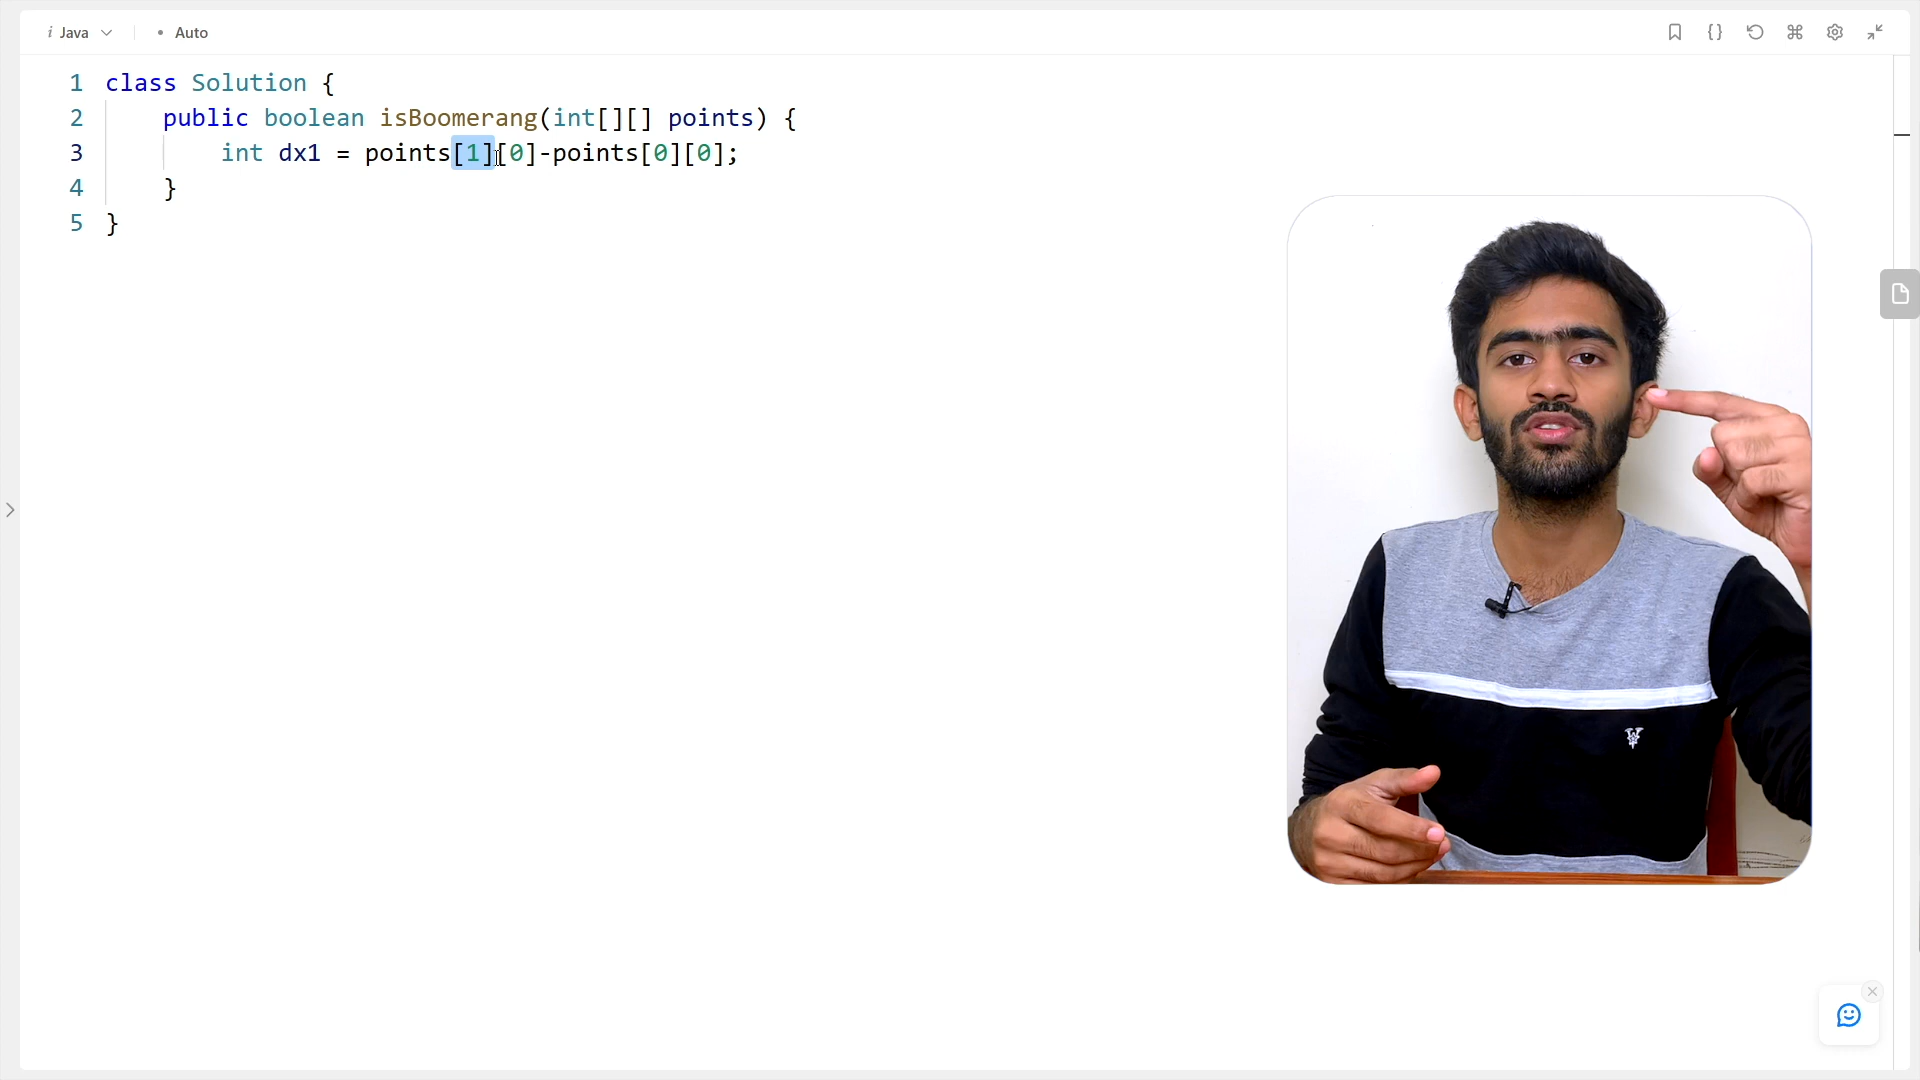 i Java
Auto
1 class Solution {
2 public boolean isBoomerang(int[][] points) {
3 int dx1 = points[1][0]-points[0][0];
4 }
5 }